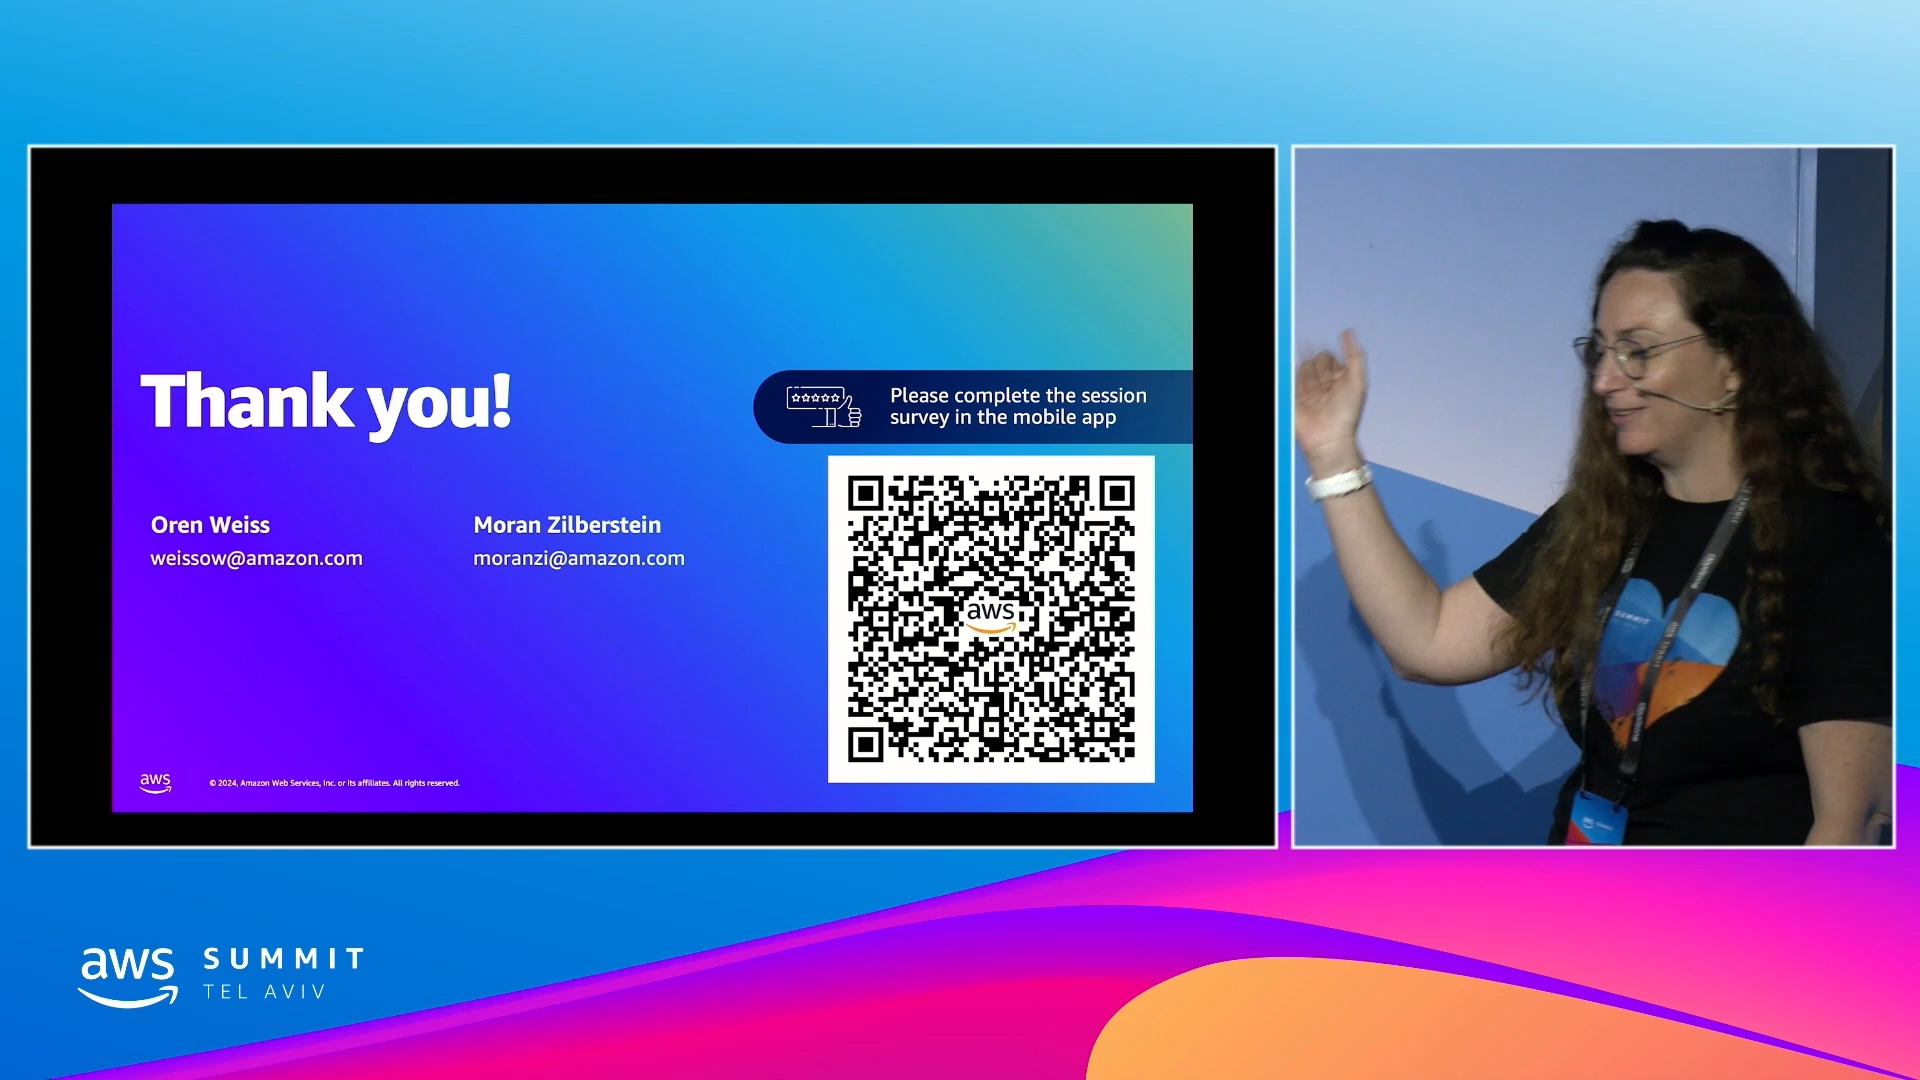 Thank you!
Please complete the session
survey in the mobile app
Oren Weiss
weissow@amazon.com
Moran Zilberstein
moranzi@amazon.com
aws
aws
© 2024, Amazon Web Services, Inc. or its affiliates. All rights reserved.
SUMMIT
aws SUMMIT
TEL AVIV